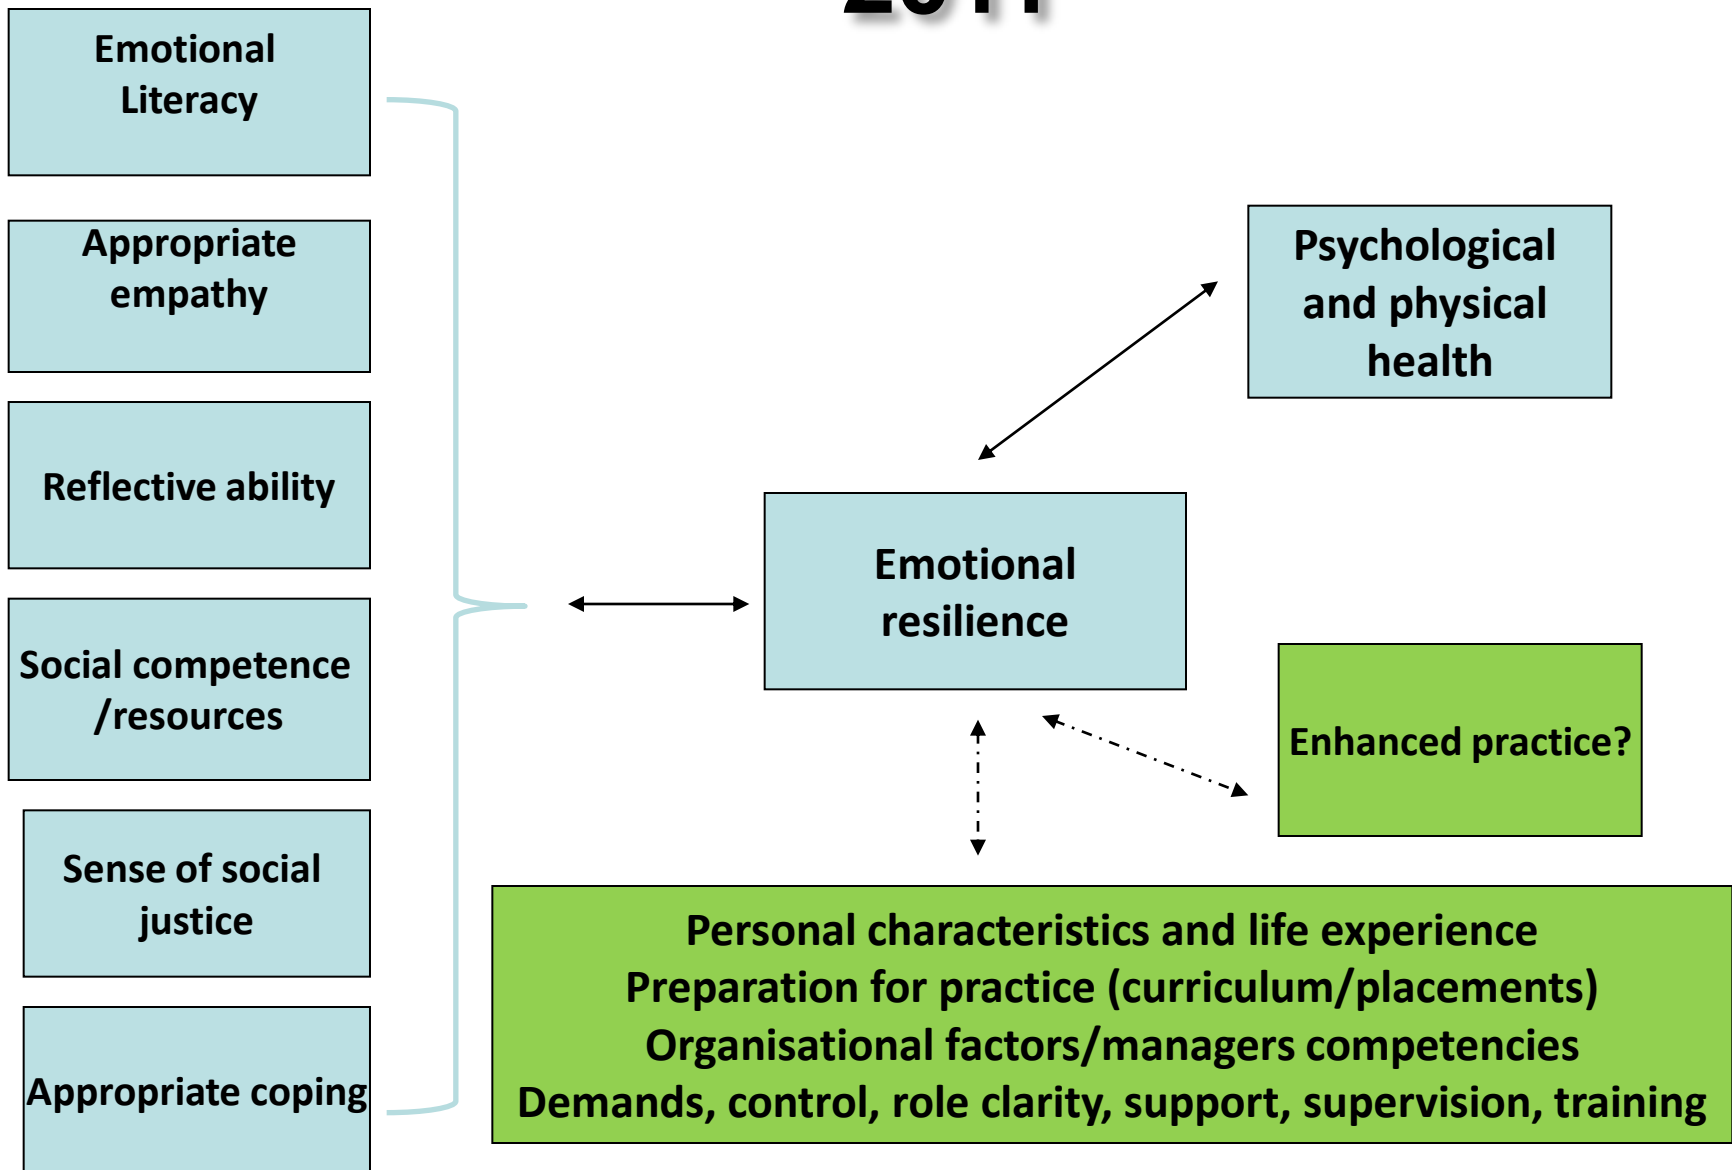 2011
Emotional
Literacy
Appropriate
empathy
Reflective ability
Social competence
/resources
Sense of social
justice
Appropriate coping
Emotional
resilience
Psychological
and physical
health
Enhanced practice?
Personal characteristics and life experience
Preparation for practice (curriculum/placements)
Organisational factors/managers competencies
Demands, control, role clarity, support, supervision, training